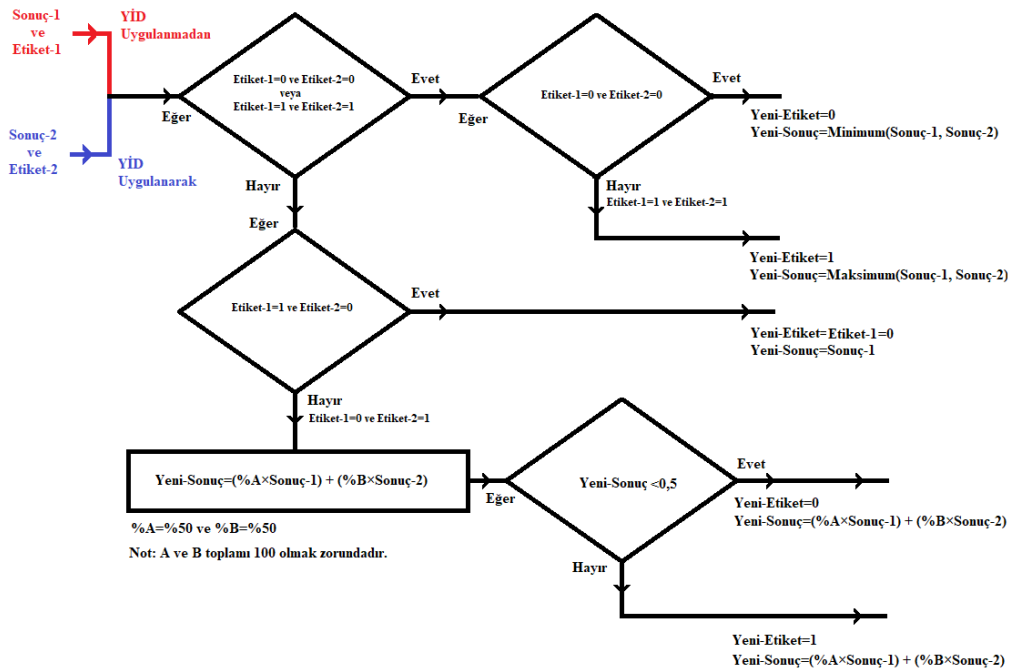 Sonuç-1
ve
Etiket-1
YİD
Uygulanmadan
Sonuç-2
ve
Etiket-2
YİD
Uygulanarak
Eğer
Etiket-1=0 ve Etiket-2=0
veya
Etiket-1=1 ve Etiket-2=1
Evet
Eğer
Etiket-1=0 ve Etiket-2=0
Evet
Yeni-Etiket=0
Yeni-Sonuç=Minimum(Sonuç-1, Sonuç-2)
Hayır
Etiket-1=1 ve Etiket-2=1
Yeni-Etiket=1
Yeni-Sonuç=Maksimum(Sonuç-1, Sonuç-2)
Hayır
Eğer
Etiket-1=1 ve Etiket-2=0
Evet
Yeni-Etiket=Etiket-1=0
Yeni-Sonuç=Sonuç-1
Hayır
Etiket-1=0 ve Etiket-2=1
Yeni-Sonuç=(%A×Sonuç-1) + (%B×Sonuç-2)
%A=%50 ve %B=%50
Not: A ve B toplamı 100 olmak zorundadır.
Eğer
Yeni-Sonuç <0,5
Evet
Yeni-Etiket=0
Yeni-Sonuç=(%A×Sonuç-1) + (%B×Sonuç-2)
Hayır
Yeni-Etiket=1
Yeni-Sonuç=(%A×Sonuç-1) + (%B×Sonuç-2)